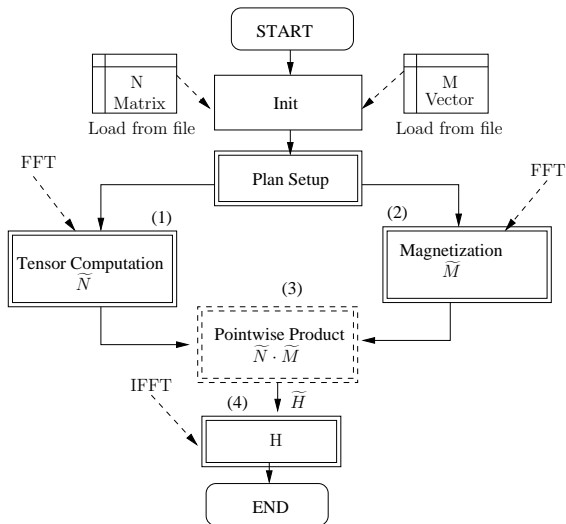 START
N
Matrix
Load from file
Init
M
Vector
Load from file
Plan Setup
FFT
FFT
(1)
(2)
Tensor Computation
Ñ
Magnetization
M̃
(3)
Pointwise Product
Ñ · M̃
H̃
IFFT
(4)
H
END